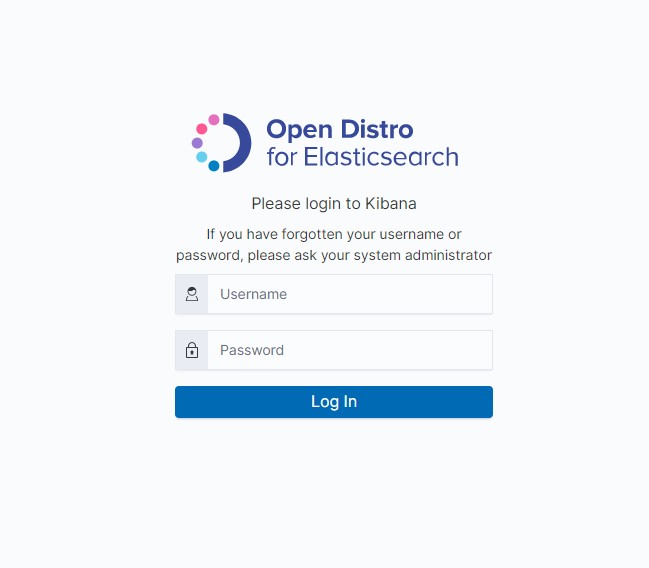 Open Distro
for Elasticsearch
Please login to Kibana
If you have forgotten your username or
password, please ask your system administrator
Username
Password
Log In